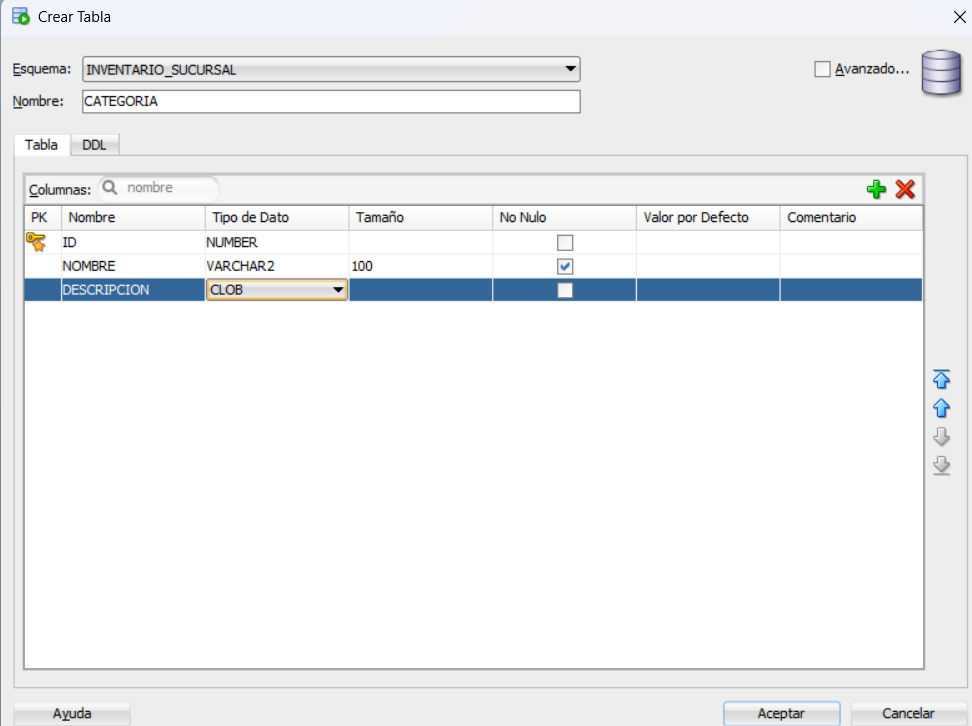 Crear Tabla
Esquema: INVENTARIO_SUCURSAL Avanzado...
Nombre: CATEGORIA
Tabla DDL
Columnas: nombre
PK Nombre Tipo de Dato Tamaño No Nulo Valor por Defecto Comentario
ID NUMBER
NOMBRE VARCHAR2 100
DESCRIPCION CLOB
Ayuda Aceptar Cancelar